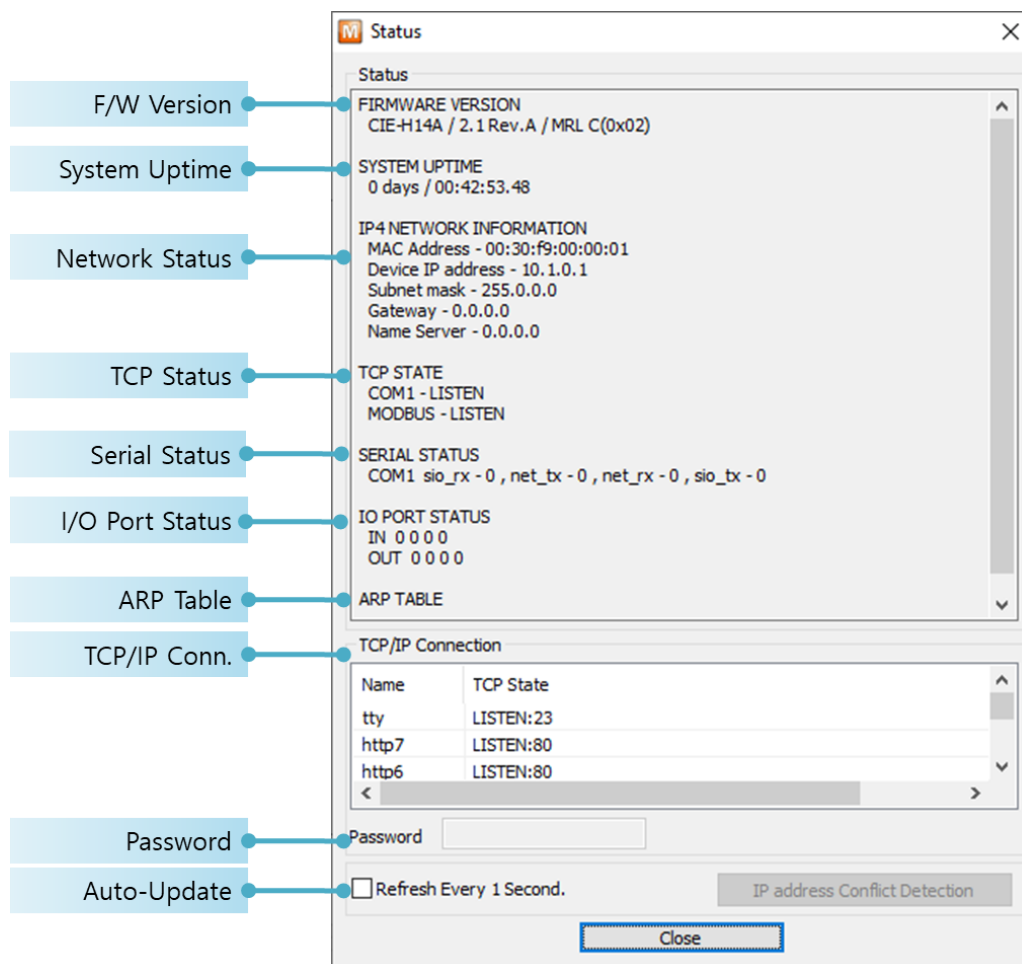 M Status
Status
F/W Version
FIRMWARE VERSION
CIE-H14A / 2.1 Rev.A / MRL C(0x02)
System Uptime
SYSTEM UPTIME
0 days / 00:42:53.48
Network Status
IP4 NETWORK INFORMATION
MAC Address - 00:30:f9:00:00:01
Device IP address - 10.1.0.1
Subnet mask - 255.0.0.0
Gateway - 0.0.0.0
Name Server - 0.0.0.0
TCP Status
TCP STATE
COM1 - LISTEN
MODBUS - LISTEN
Serial Status
SERIAL STATUS
COM1 sio_rx - 0 , net_tx - 0 , net_rx - 0 , sio_tx - 0
I/O Port Status
IO PORT STATUS
IN 0 0 0 0
OUT 0 0 0 0
ARP Table
ARP TABLE
TCP/IP Conn.
TCP/IP Connection
Name TCP State
tty LISTEN:23
http7 LISTEN:80
http6 LISTEN:80
Password
Password
Auto-Update
Refresh Every 1 Second.
IP address Conflict Detection
Close